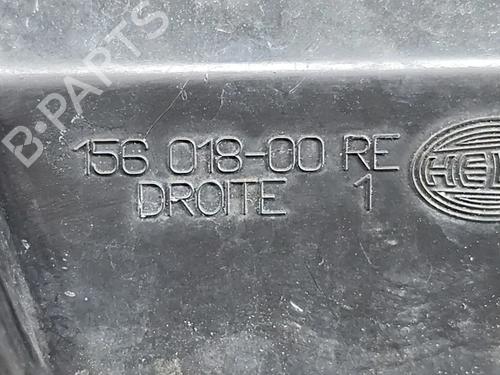 B-PARTS
156 018-00 RE
DROITE 1
HEL